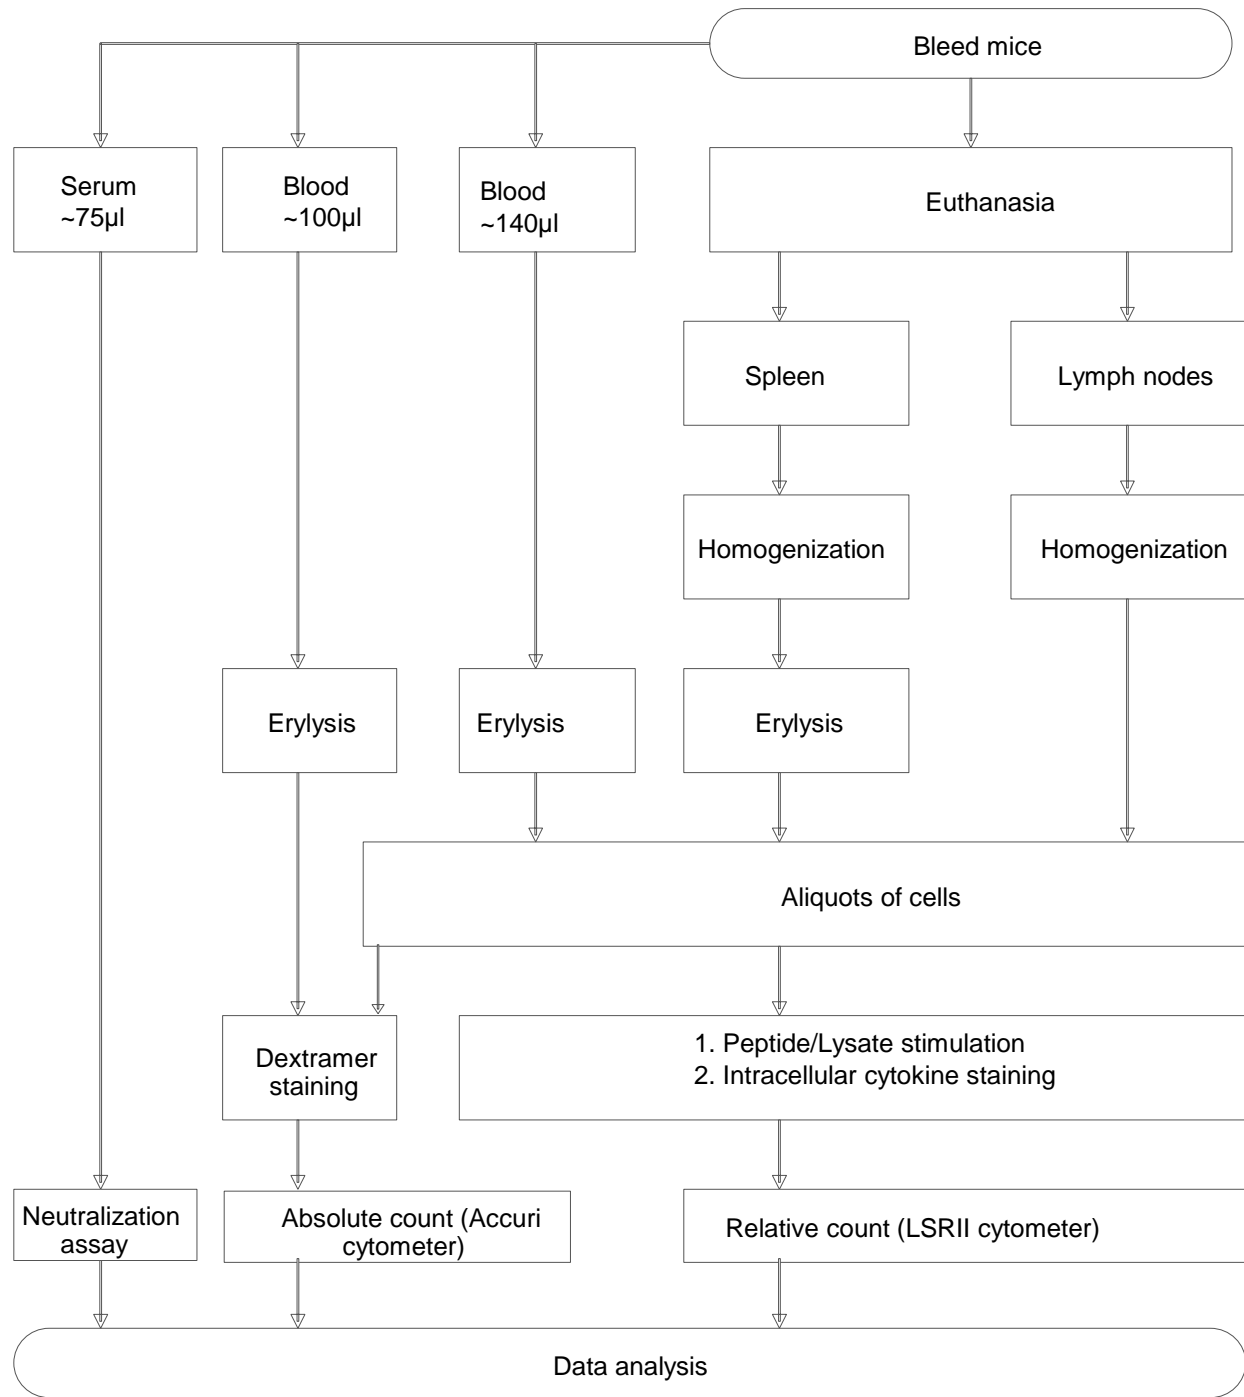 Bleed mice
Serum
~75µl
Blood
~100µl
Blood
~140µl
Euthanasia
Spleen
Lymph nodes
Homogenization
Homogenization
Erylysis
Erylysis
Erylysis
Aliquots of cells
Dextramer
staining
1. Peptide/Lysate stimulation
2. Intracellular cytokine staining
Neutralization
assay
Absolute count (Accuri
cytometer)
Relative count (LSRII cytometer)
Data analysis